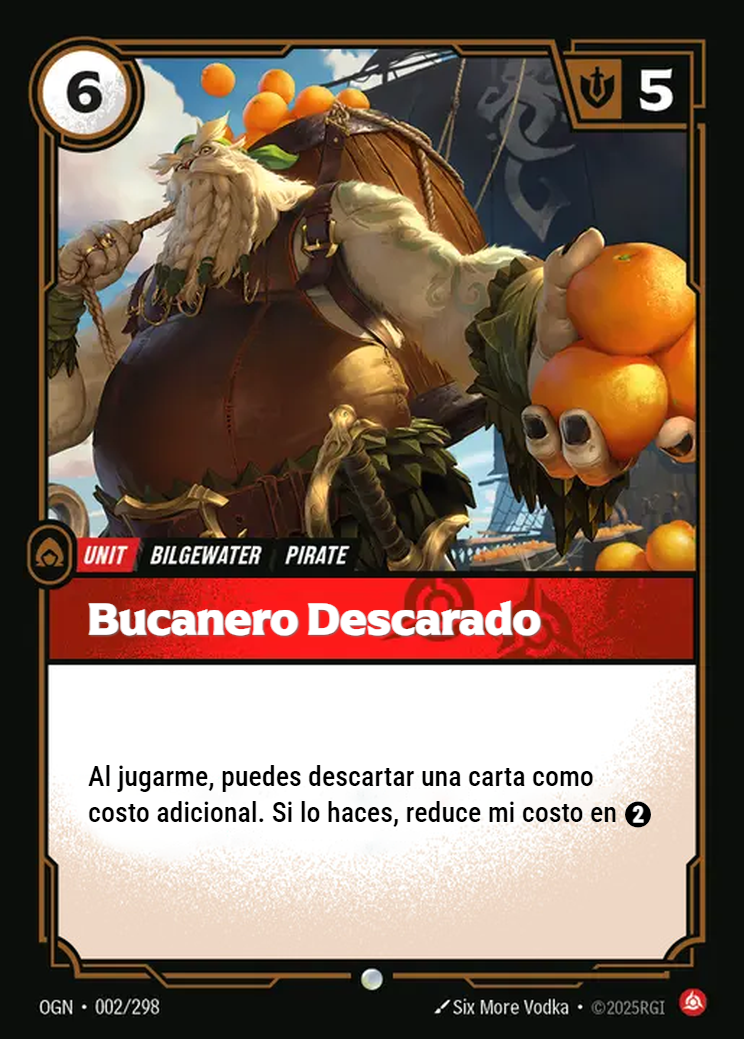 6
5
UNIT BILGEWATER PIRATE
Bucanero Descarado
Al jugarme, puedes descartar una carta como
costo adicional. Si lo haces, reduce mi costo en 2
OGN • 002/298
Six More Vodka • ©2025RGI